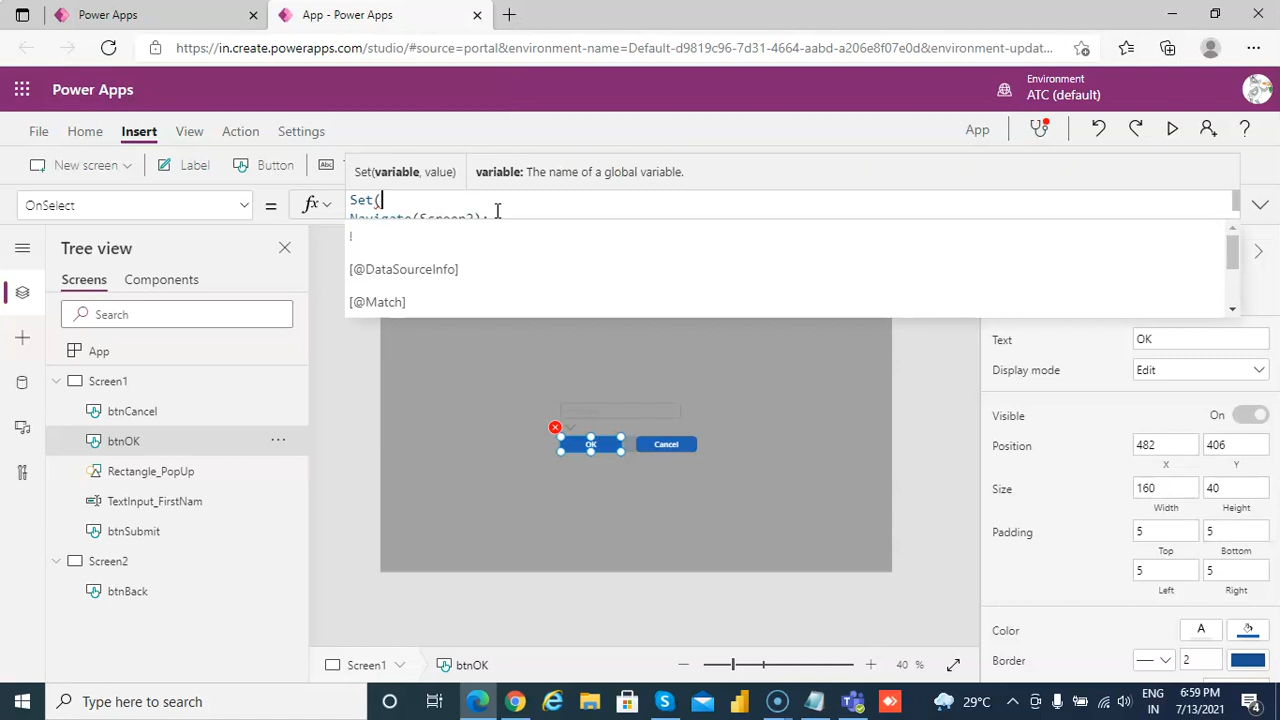 Power Apps
App - Power Apps
https://in.create.powerapps.com/studio/#source=portal&environment-name=Default-d9819c96-7d31-4664-aabd-a206e8f07e0d&environment-updat...
Power Apps
Environment
ATC (default)
File
Home
Insert
View
Action
Settings
App
New screen
Label
Button
Abc
Set(variable, value)
variable: The name of a global variable.
OnSelect
=
fx
Set(
Navigate(Screen2);
!
[@DataSourceInfo]
[@Match]
Tree view
Screens
Components
Search
App
Screen1
btnCancel
btnOK
Rectangle_PopUp
TextInput_FirstNam
btnSubmit
Screen2
btnBack
OK
Cancel
Text
OK
Display mode
Edit
Visible
On
Position
482
406
X
Y
Size
160
40
Width
Height
Padding
5
5
Top
Bottom
5
5
Left
Right
Color
A
Border
2
Screen1
btnOK
40 %
Type here to search
29°C
ENG
IN
6:59 PM
7/13/2021
4